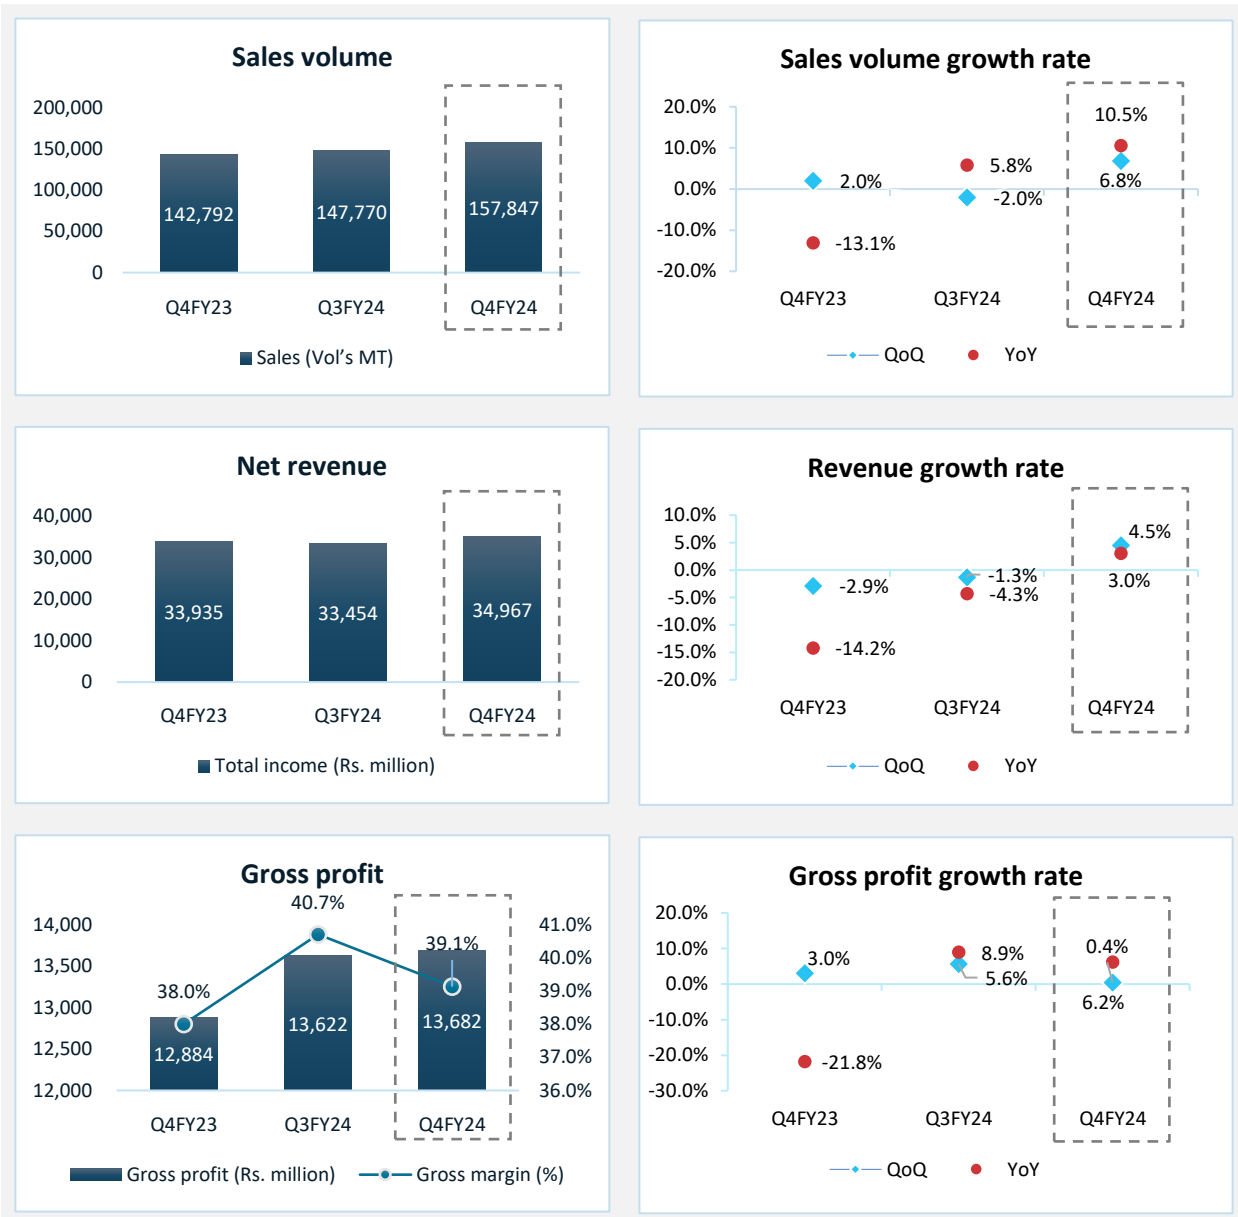 Sales volume
200,000
150,000
100,000
50,000
0
142,792
147,770
157,847
Q4FY23
Q3FY24
Q4FY24
Sales (Vol's MT)
Sales volume growth rate
20.0%
10.0%
0.0%
-10.0%
-20.0%
2.0%
-13.1%
5.8%
-2.0%
10.5%
6.8%
Q4FY23
Q3FY24
Q4FY24
QoQ
YoY
Net revenue
40,000
30,000
20,000
10,000
0
33,935
33,454
34,967
Q4FY23
Q3FY24
Q4FY24
Total income (Rs. million)
Revenue growth rate
10.0%
5.0%
0.0%
-5.0%
-10.0%
-15.0%
-20.0%
-2.9%
-14.2%
-1.3%
-4.3%
4.5%
3.0%
Q4FY23
Q3FY24
Q4FY24
QoQ
YoY
Gross profit
14,000
13,500
13,000
12,500
12,000
38.0%
40.7%
39.1%
12,884
13,622
13,682
41.0%
40.0%
39.0%
38.0%
37.0%
36.0%
Q4FY23
Q3FY24
Q4FY24
Gross profit (Rs. million)
Gross margin (%)
Gross profit growth rate
20.0%
10.0%
0.0%
-10.0%
-20.0%
-30.0%
3.0%
-21.8%
8.9%
5.6%
0.4%
6.2%
Q4FY23
Q3FY24
Q4FY24
QoQ
YoY